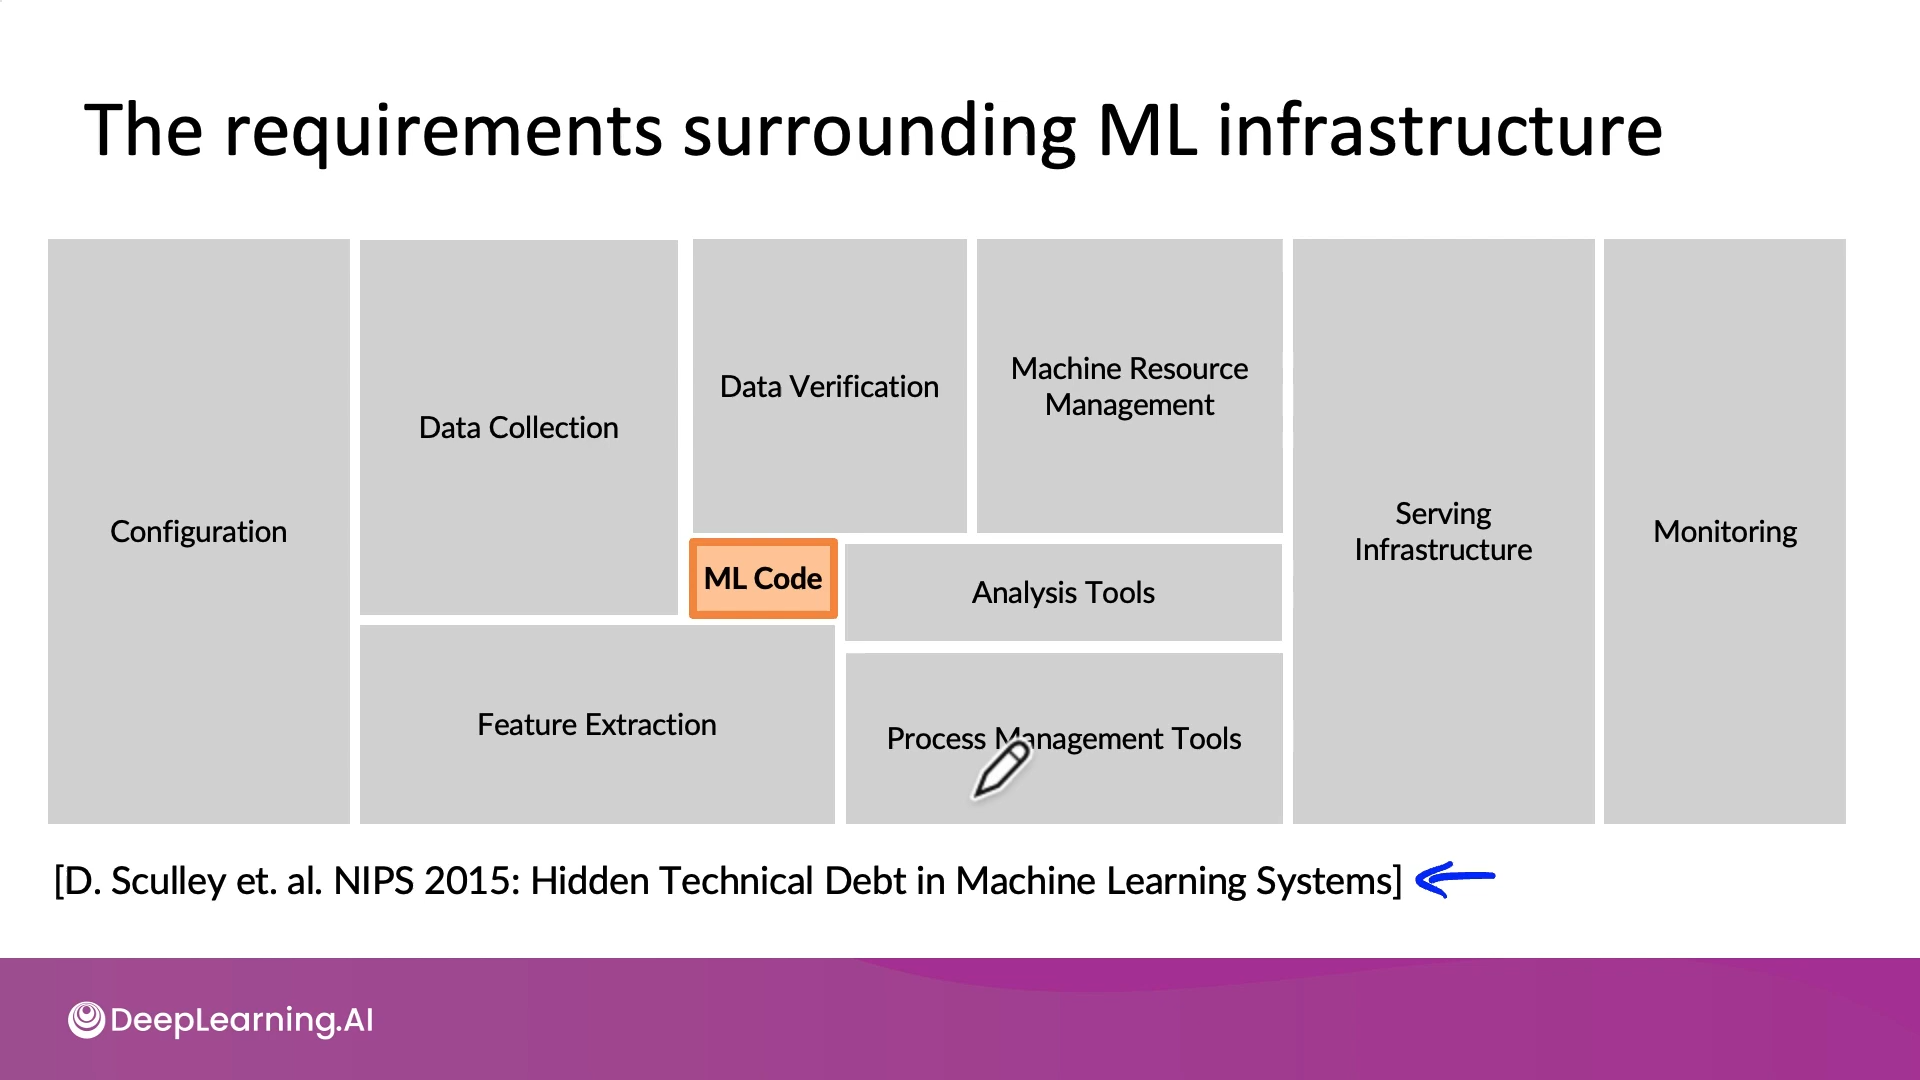 The requirements surrounding ML infrastructure
Configuration
Data Collection
Data Verification
Machine Resource
Management
ML Code
Analysis Tools
Feature Extraction
Process Management Tools
Serving
Infrastructure
Monitoring
[D. Sculley et. al. NIPS 2015: Hidden Technical Debt in Machine Learning Systems]
DeepLearning.AI